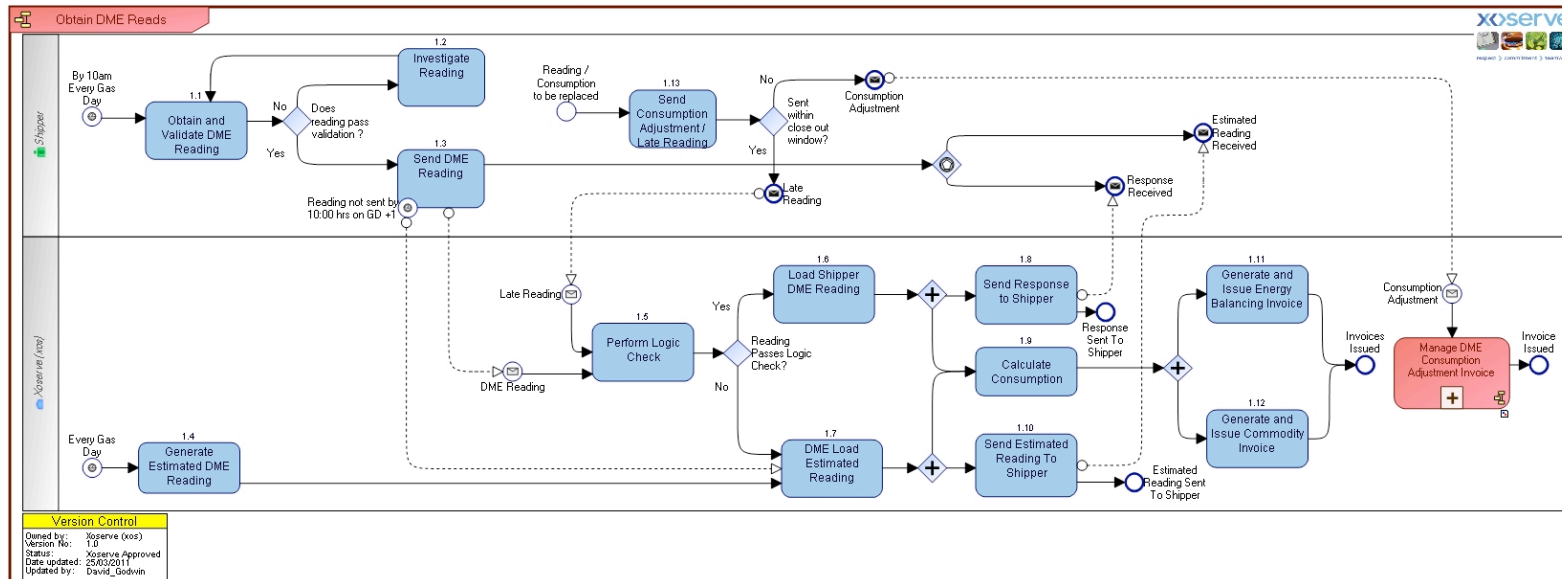 Obtain DME Reads
xoserve
respect > commitment > teamwork
Shipper
By 10am
Every Gas
Day
1.1
Obtain and
Validate DME
Reading
No
Does
reading pass
validation ?
Yes
1.2
Investigate
Reading
1.3
Send DME
Reading
Reading not sent by
10:00 hrs on GD +1
Reading /
Consumption
to be replaced
1.13
Send
Consumption
Adjustment /
Late Reading
No
Sent
within
close out
window?
Yes
Consumption
Adjustment
Late
Reading
Estimated
Reading
Received
Response
Received
Xoserve (xos)
Late Reading
DME Reading
1.5
Perform Logic
Check
Yes
Reading
Passes Logic
Check?
No
1.6
Load Shipper
DME Reading
1.8
Send Response
to Shipper
Response
Sent To
Shipper
1.9
Calculate
Consumption
1.11
Generate and
Issue Energy
Balancing Invoice
1.12
Generate and
Issue Commodity
Invoice
Invoices
Issued
Consumption
Adjustment
Manage DME
Consumption
Adjustment Invoice
Invoice
Issued
Every Gas
Day
1.4
Generate
Estimated DME
Reading
1.7
DME Load
Estimated
Reading
1.10
Send Estimated
Reading To
Shipper
Estimated
Reading Sent
To Shipper
Version Control
Owned by: Xoserve (xos)
Version No: 1.0
Status: Xoserve Approved
Date updated: 25/03/2011
Updated by: David_Godwin